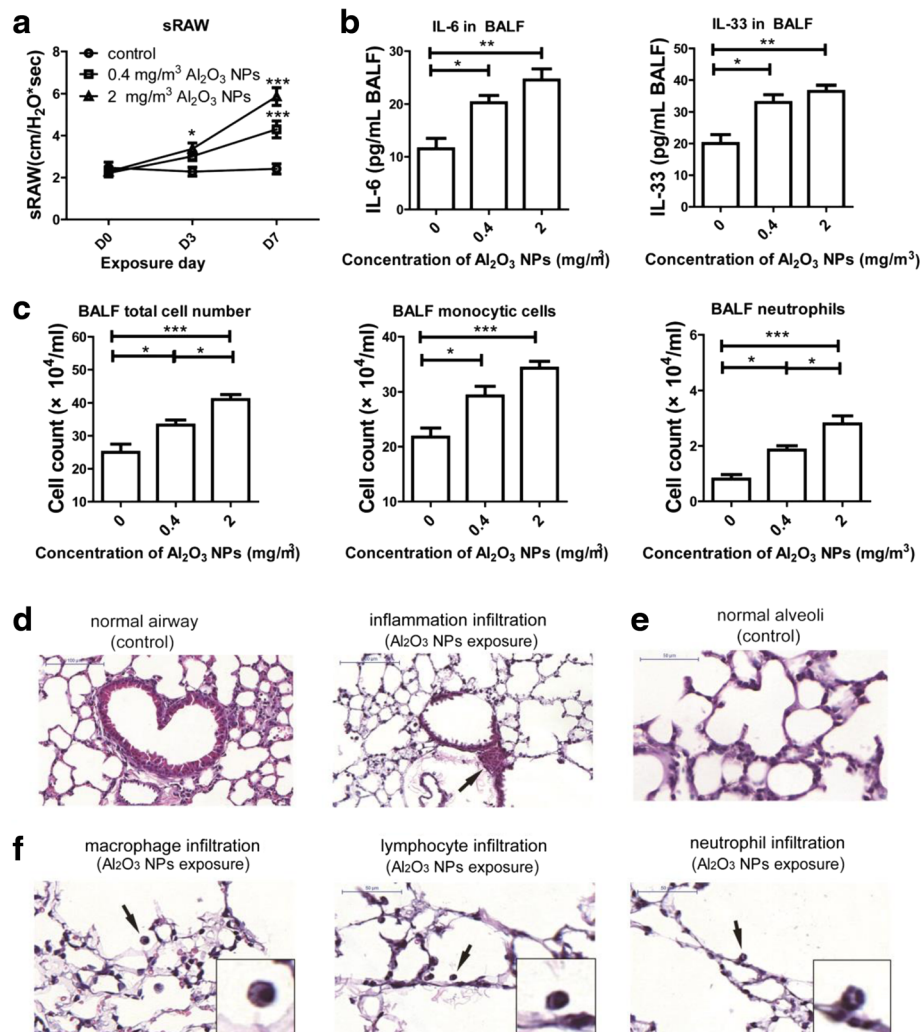 a
sRAW
control
0.4 mg/m³ Al₂O₃ NPs
2 mg/m³ Al₂O₃ NPs
8
6
4
2
0
***
***
*
sRAW(cm/H₂O*sec)
D0
D3
D7
Exposure day
b
IL-6 in BALF
**
*
30
20
10
0
IL-6 (pg/mL BALF)
0
0.4
2
Concentration of Al₂O₃ NPs (mg/m³)
IL-33 in BALF
**
*
50
40
30
20
10
0
IL-33 (pg/mL BALF)
0
0.4
2
Concentration of Al₂O₃ NPs (mg/m³)
c
BALF total cell number
***
*
*
60
50
40
30
20
10
Cell count (× 10⁴/ml)
0
0.4
2
Concentration of Al₂O₃ NPs (mg/m³)
BALF monocytic cells
***
*
40
30
20
10
Cell count (× 10⁴/ml)
0
0.4
2
Concentration of Al₂O₃ NPs (mg/m³)
BALF neutrophils
***
*
*
6
4
2
0
Cell count (× 10⁴/ml)
0
0.4
2
Concentration of Al₂O₃ NPs (mg/m³)
d
normal airway
(control)
inflammation infiltration
(Al₂O₃ NPs exposure)
e
normal alveoli
(control)
f
macrophage infiltration
(Al₂O₃ NPs exposure)
lymphocyte infiltration
(Al₂O₃ NPs exposure)
neutrophil infiltration
(Al₂O₃ NPs exposure)